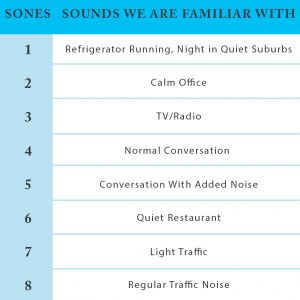 SONES SOUNDS WE ARE FAMILIAR WITH
1 Refrigerator Running, Night in Quiet Suburbs
2 Calm Office
3 TV/Radio
4 Normal Conversation
5 Conversation With Added Noise
6 Quiet Restaurant
7 Light Traffic
8 Regular Traffic Noise